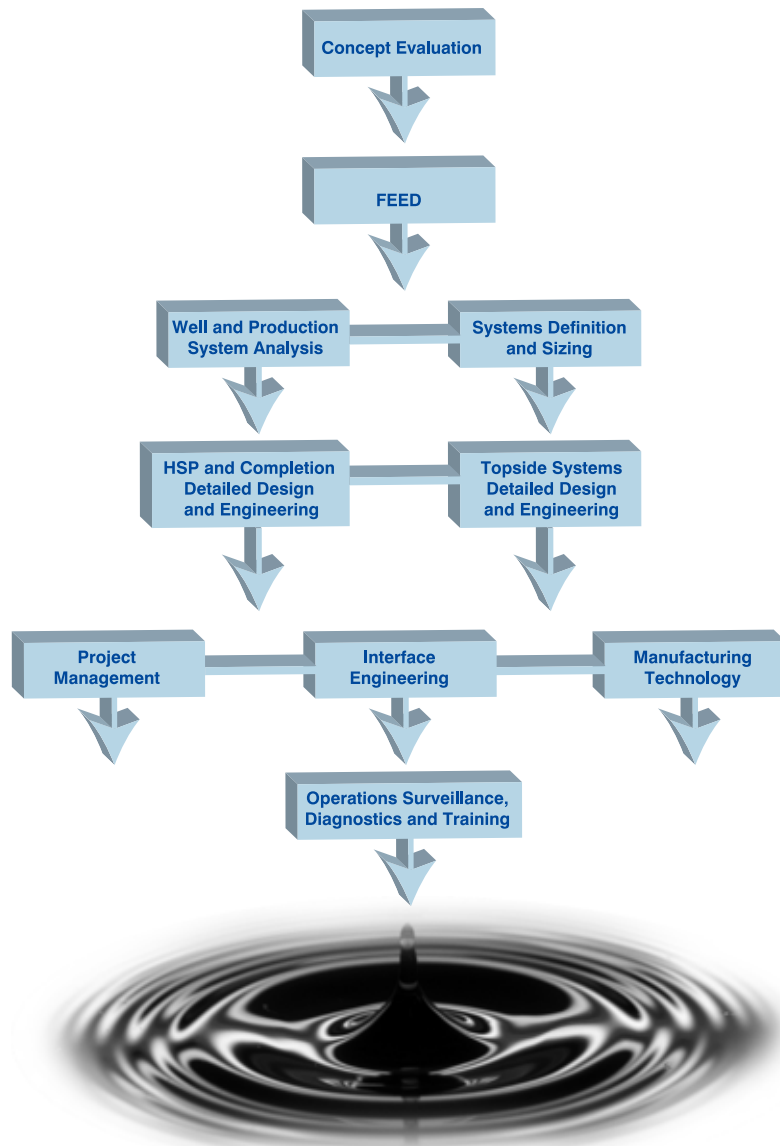 Concept Evaluation
FEED
Well and Production
System Analysis
Systems Definition
and Sizing
HSP and Completion
Detailed Design
and Engineering
Topside Systems
Detailed Design
and Engineering
Project
Management
Interface
Engineering
Manufacturing
Technology
Operations Surveillance,
Diagnostics and Training